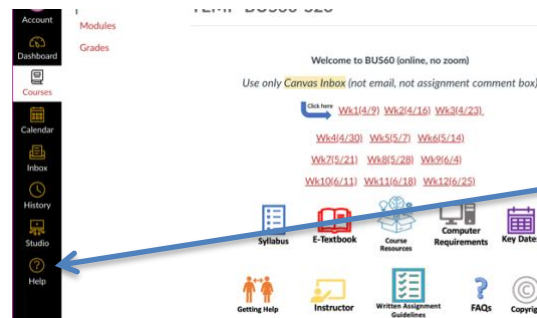 TEMP BUS60 S26
Account
Modules
Grades
Dashboard
Courses
Calendar
Inbox
History
Studio
Help
Welcome to BUS60 (online, no zoom)
Use only Canvas Inbox (not email, not assignment comment box)
Click here
Wk1(4/9) Wk2(4/16) Wk3(4/23)
Wk4(4/30) Wk5(5/7) Wk6(5/14)
Wk7(5/21) Wk8(5/28) Wk9(6/4)
Wk10(6/11) Wk11(6/18) Wk12(6/25)
Syllabus
E-Textbook
Course
Resources
Computer
Requirements
Key Dates
Getting Help
Instructor
Written Assignment
Guidelines
FAQs
Copyrig